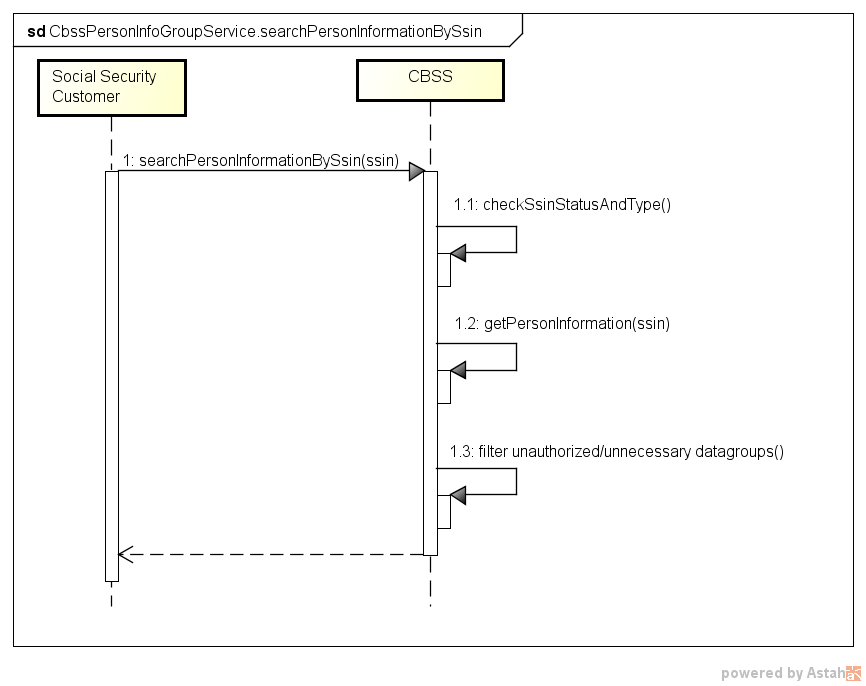 sd CbssPersonInfoGroupService.searchPersonInformationBySsin
Social Security
Customer
CBSS
1: searchPersonInformationBySsin(ssin)
1.1: checkSsinStatusAndType()
1.2: getPersonInformation(ssin)
1.3: filter unauthorized/unnecessary datagroups()
powered by Astah